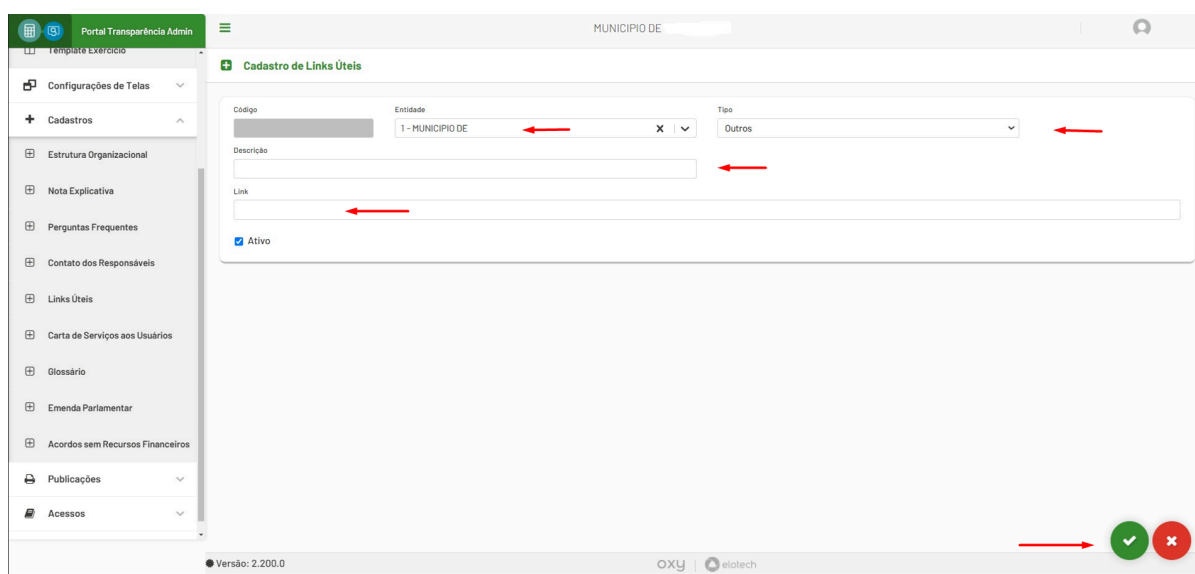 Portal Transparência Admin
MUNICIPIO DE
Template Exercício
Configurações de Telas
Cadastros
Estrutura Organizacional
Nota Explicativa
Perguntas Frequentes
Contato dos Responsáveis
Links Úteis
Carta de Serviços aos Usuários
Glossário
Emenda Parlamentar
Acordos sem Recursos Financeiros
Publicações
Acessos
Cadastro de Links Úteis
Código
Entidade
Tipo
1 - MUNICIPIO DE
Outros
Descrição
Link
Ativo
Versão: 2.200.0
oxy
elotech